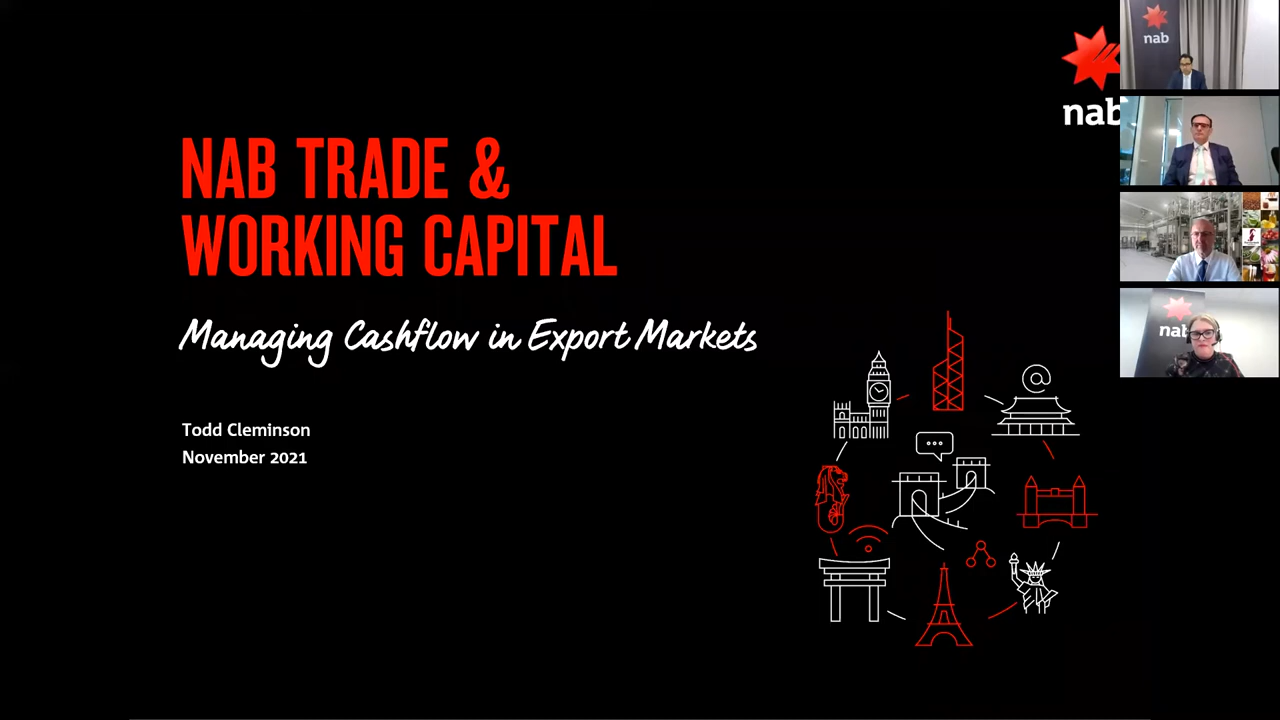 NAB TRADE &
WORKING CAPITAL
Managing Cashflow in Export Markets
Todd Cleminson
November 2021
nab
nab
nab
@